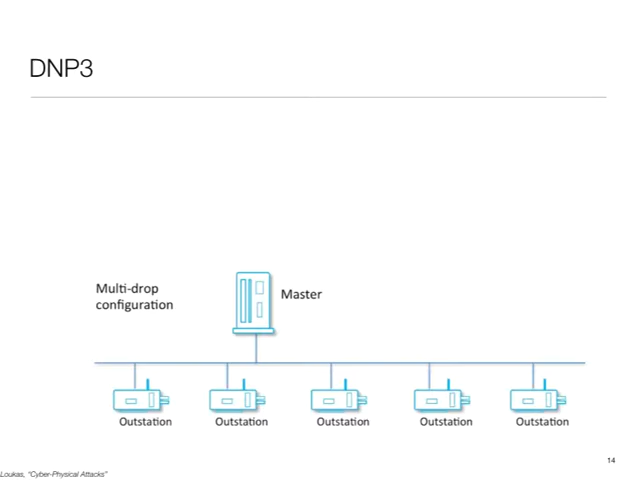 DNP3
Multi-drop
configuration
Master
Outstation
Outstation
Outstation
Outstation
Outstation
14
Loukas, "Cyber-Physical Attacks"